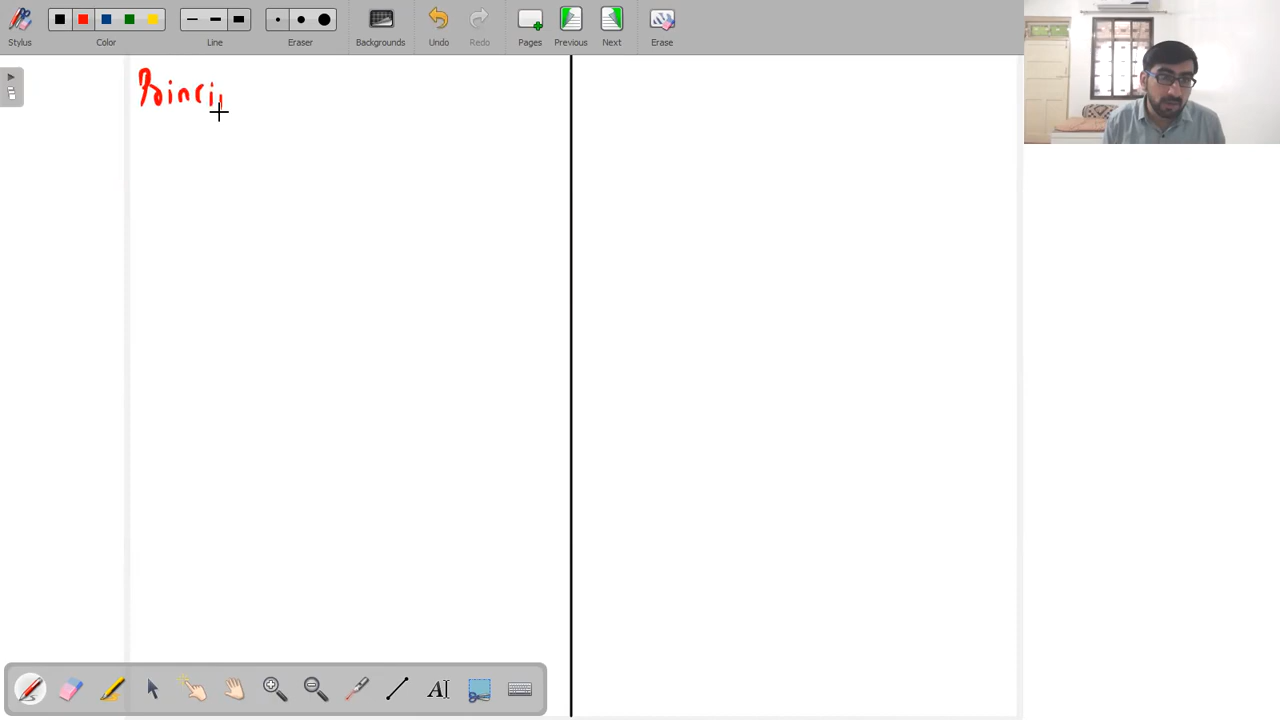 Stylus
Color
Line
Eraser
Backgrounds
Undo
Redo
Pages
Previous
Next
Erase
Princi